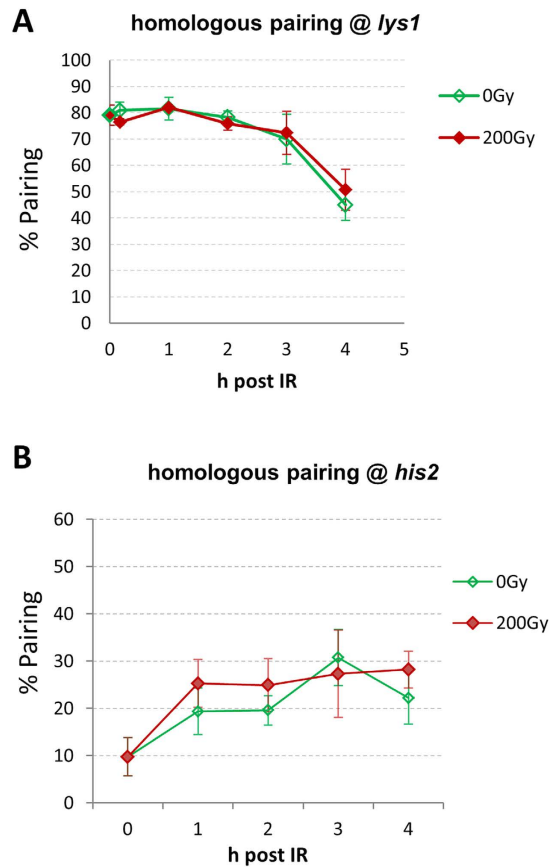 A
homologous pairing @ lys1
100
90
80
70
60
50
40
30
20
10
0
% Pairing
0 1 2 3 4 5
h post IR
0Gy
200Gy
B
homologous pairing @ his2
60
50
40
30
20
10
0
% Pairing
0 1 2 3 4
h post IR
0Gy
200Gy